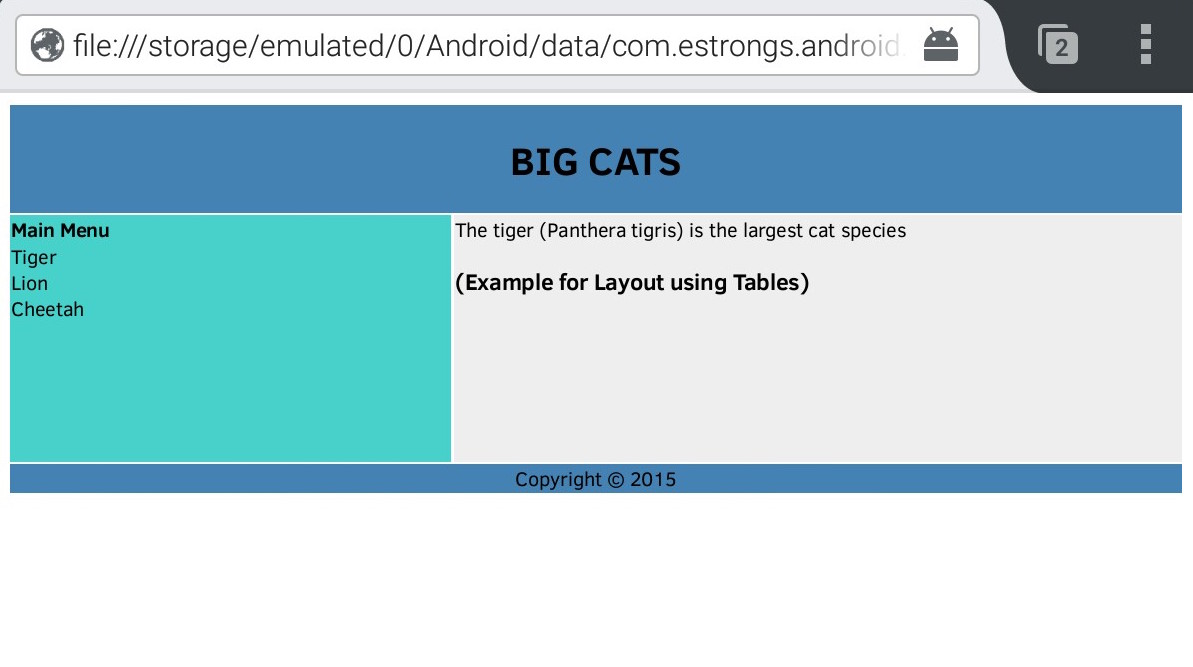 file:///storage/emulated/0/Android/data/com.estrongs.android.
2
BIG CATS
Main Menu
Tiger
Lion
Cheetah
The tiger (Panthera tigris) is the largest cat species
(Example for Layout using Tables)
Copyright © 2015